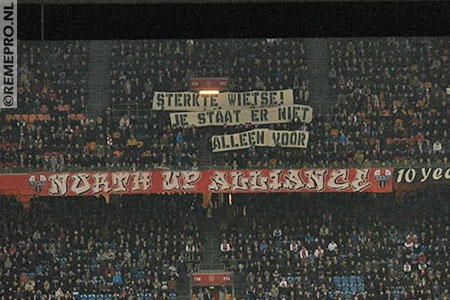 © REMEPRO.NL
STERKTE WIETSE!
JE STAAT ER NIET
ALLEEN VOOR
NORTH UP ALLIANCE
10 yea